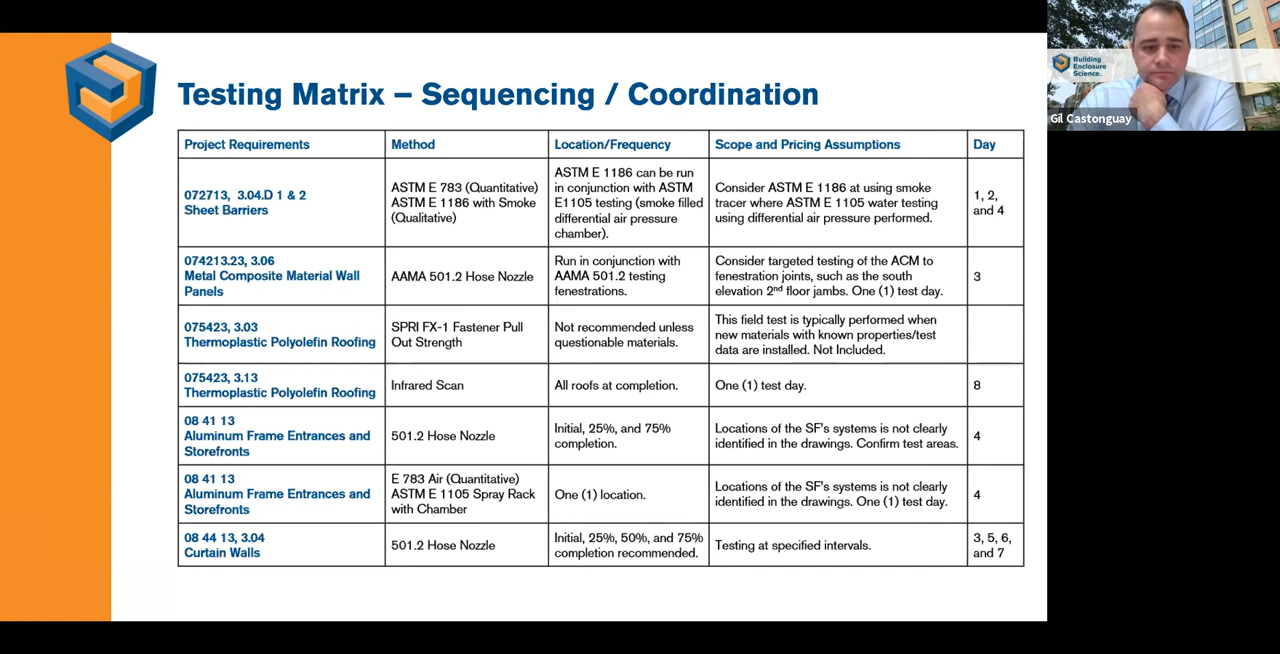 Testing Matrix – Sequencing / Coordination
Project Requirements
Method
Location/Frequency
Scope and Pricing Assumptions
Day
072713, 3.04.D 1 & 2
Sheet Barriers
ASTM E 783 (Quantitative)
ASTM E 1186 with Smoke
(Qualitative)
ASTM E 1186 can be run
in conjunction with ASTM
E1105 testing (smoke filled
differential air pressure
chamber).
Consider ASTM E 1186 at using smoke
tracer where ASTM E 1105 water testing
using differential air pressure performed.
1, 2,
and 4
074213.23, 3.06
Metal Composite Material Wall
Panels
AAMA 501.2 Hose Nozzle
Run in conjunction with
AAMA 501.2 testing
fenestrations.
Consider targeted testing of the ACM to
fenestration joints, such as the south
elevation 2nd floor jambs. One (1) test day.
3
075423, 3.03
Thermoplastic Polyolefin Roofing
SPRI FX-1 Fastener Pull
Out Strength
Not recommended unless
questionable materials.
This field test is typically performed when
new materials with known properties/test
data are installed. Not Included.
075423, 3.13
Thermoplastic Polyolefin Roofing
Infrared Scan
All roofs at completion.
One (1) test day.
8
08 41 13
Aluminum Frame Entrances and
Storefronts
501.2 Hose Nozzle
Initial, 25%, and 75%
completion.
Locations of the SF's systems is not clearly
identified in the drawings. Confirm test areas.
4
08 41 13
Aluminum Frame Entrances and
Storefronts
E 783 Air (Quantitative)
ASTM E 1105 Spray Rack
with Chamber
One (1) location.
Locations of the SF's systems is not clearly
identified in the drawings. One (1) test day.
4
08 44 13, 3.04
Curtain Walls
501.2 Hose Nozzle
Initial, 25%, 50%, and 75%
completion recommended.
Testing at specified intervals.
3, 5, 6,
and 7
Building
Enclosure
Science.
Gil Castonguay